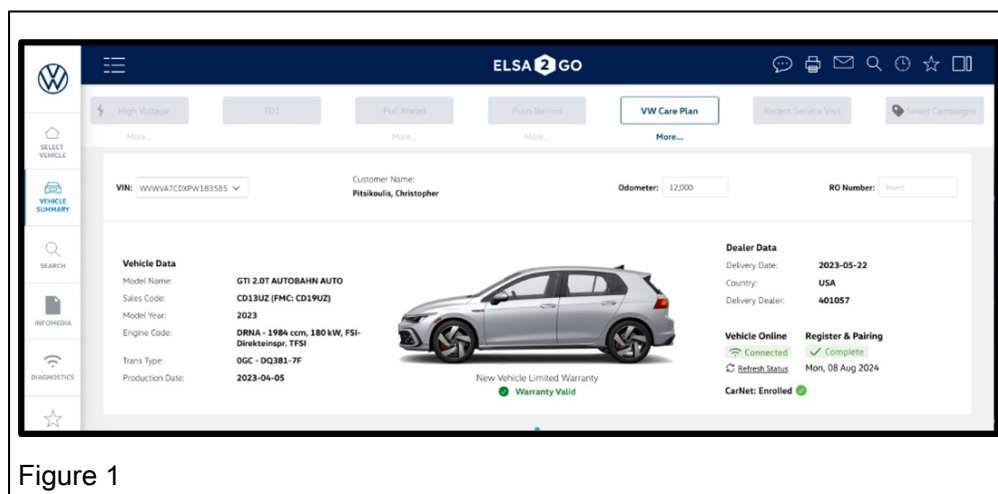 ELSA 2 GO
High Voltage
TD1
Pull Ahead
Push Behind
VW Care Plan
Recent Service Visit
Smart Campaigns
More...
More...
More...
More...
SELECT
VEHICLE
VEHICLE
SUMMARY
SEARCH
INFOMEDIA
DIAGNOSTICS
VIN: WVWVA7CDXPW183585
Customer Name:
Pitsikoulis, Christopher
Odometer: 12,000
RO Number: Insert
Vehicle Data
Model Name: GTI 2.0T AUTOBAHN AUTO
Sales Code: CD13UZ (FMC: CD19UZ)
Model Year: 2023
Engine Code: DRNA - 1984 ccm, 180 kW, FSI-
Direkteinspr. TFSI
Trans Type: 0GC - DQ381-7F
Production Date: 2023-04-05
New Vehicle Limited Warranty
Warranty Valid
Dealer Data
Delivery Date: 2023-05-22
Country: USA
Delivery Dealer: 401057
Vehicle Online Register & Pairing
Connected Complete
Refresh Status Mon, 08 Aug 2024
CarNet: Enrolled
Figure 1